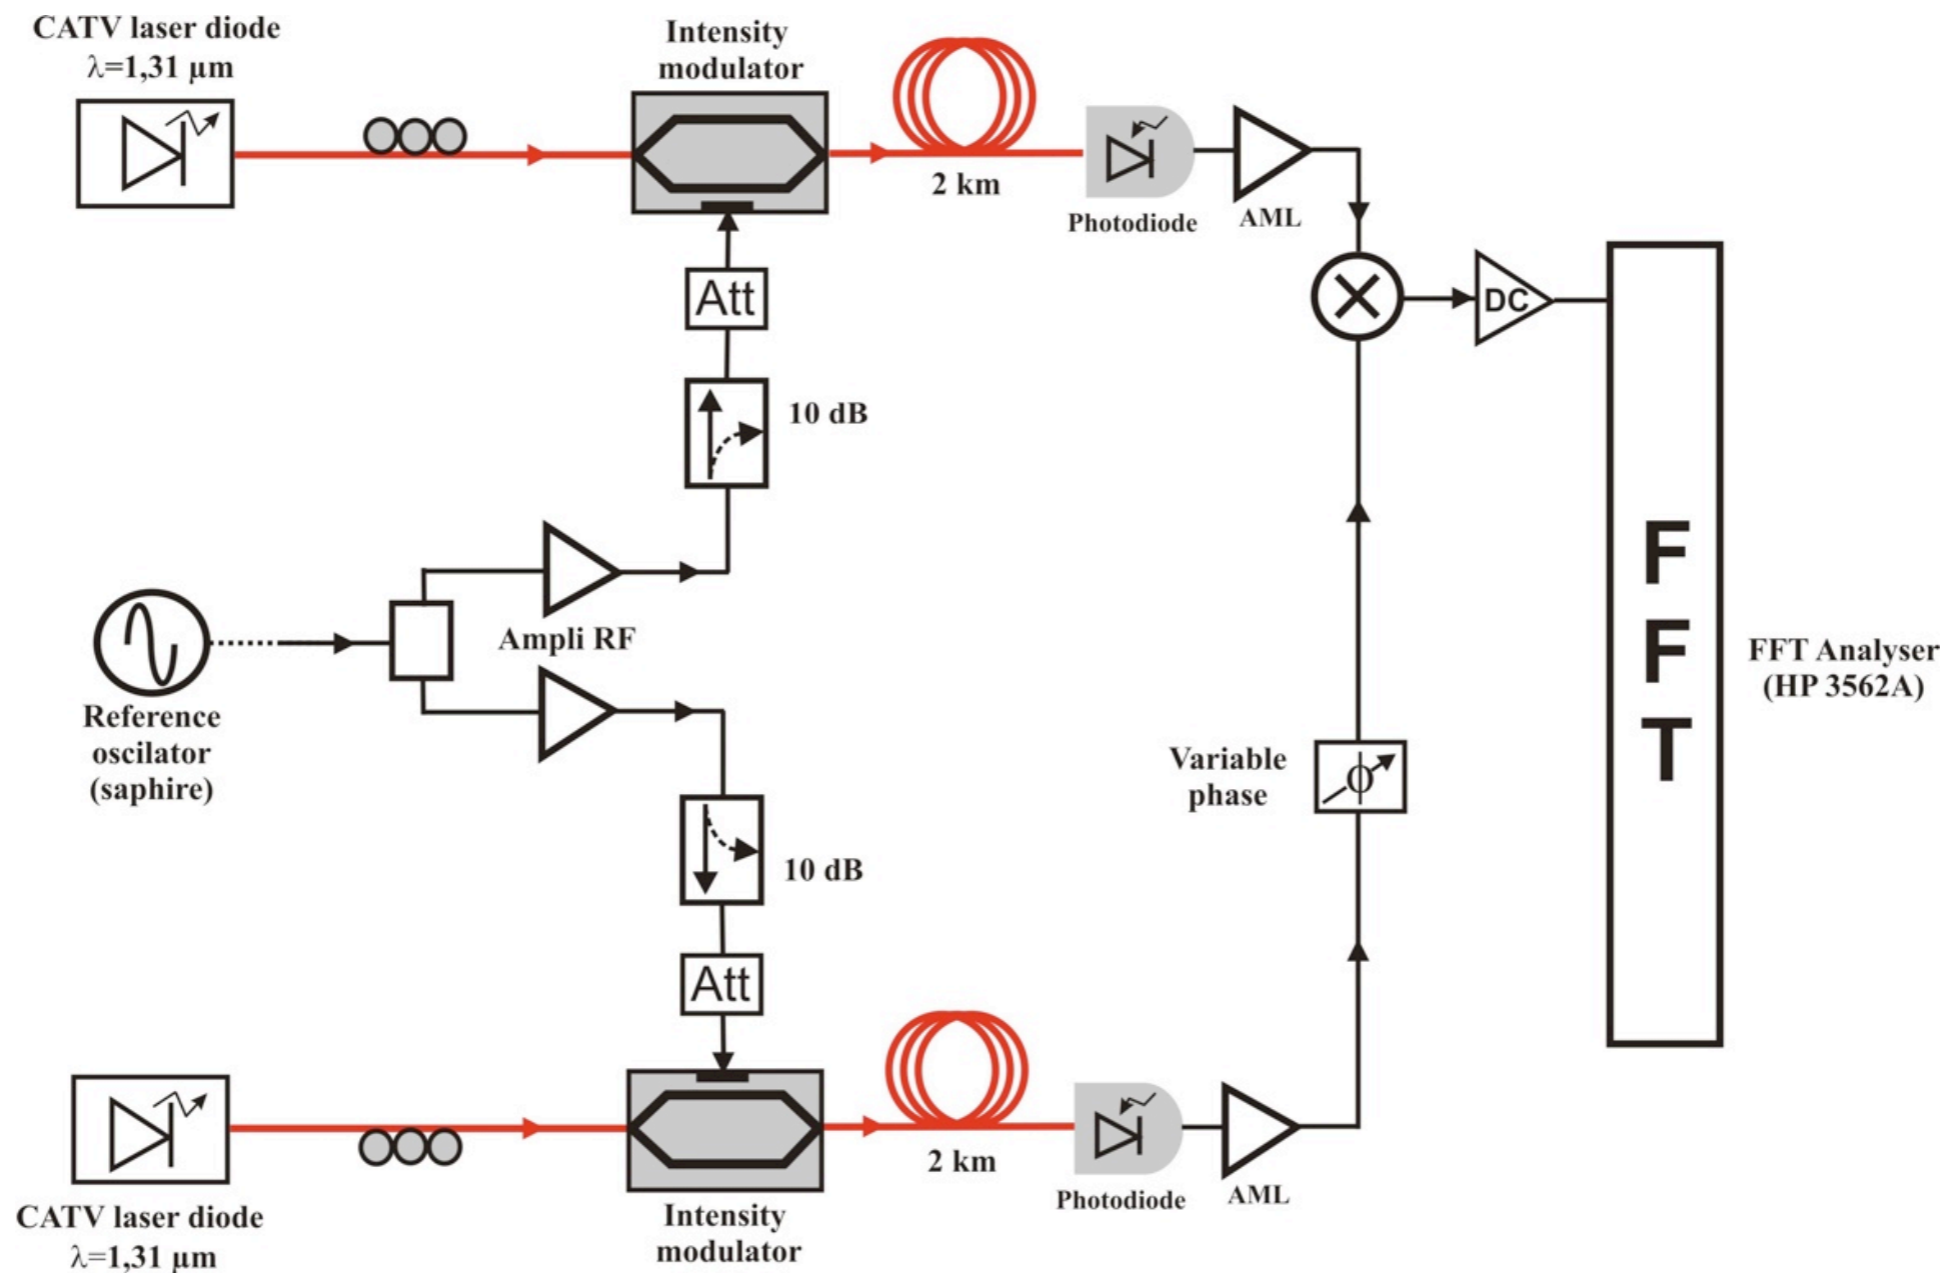 CATV laser diode
λ=1,31 µm
Intensity
modulator
2 km
Photodiode
AML
Att
10 dB
DC
Ampli RF
Reference
oscilator
(saphire)
F
F
T
FFT Analyser
(HP 3562A)
Variable
phase
ϕ
10 dB
Att
2 km
Photodiode
AML
CATV laser diode
λ=1,31 µm
Intensity
modulator